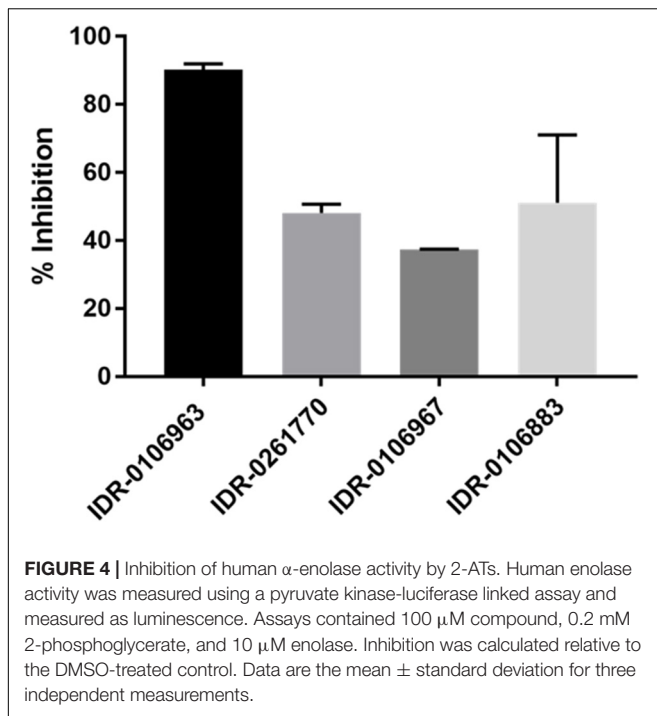 100
80
60
40
20
0
% Inhibition
IDR-0106963
IDR-0261770
IDR-0106967
IDR-0106883
FIGURE 4 | Inhibition of human α-enolase activity by 2-ATs. Human enolase
activity was measured using a pyruvate kinase-luciferase linked assay and
measured as luminescence. Assays contained 100 μM compound, 0.2 mM
2-phosphoglycerate, and 10 μM enolase. Inhibition was calculated relative to
the DMSO-treated control. Data are the mean ± standard deviation for three
independent measurements.